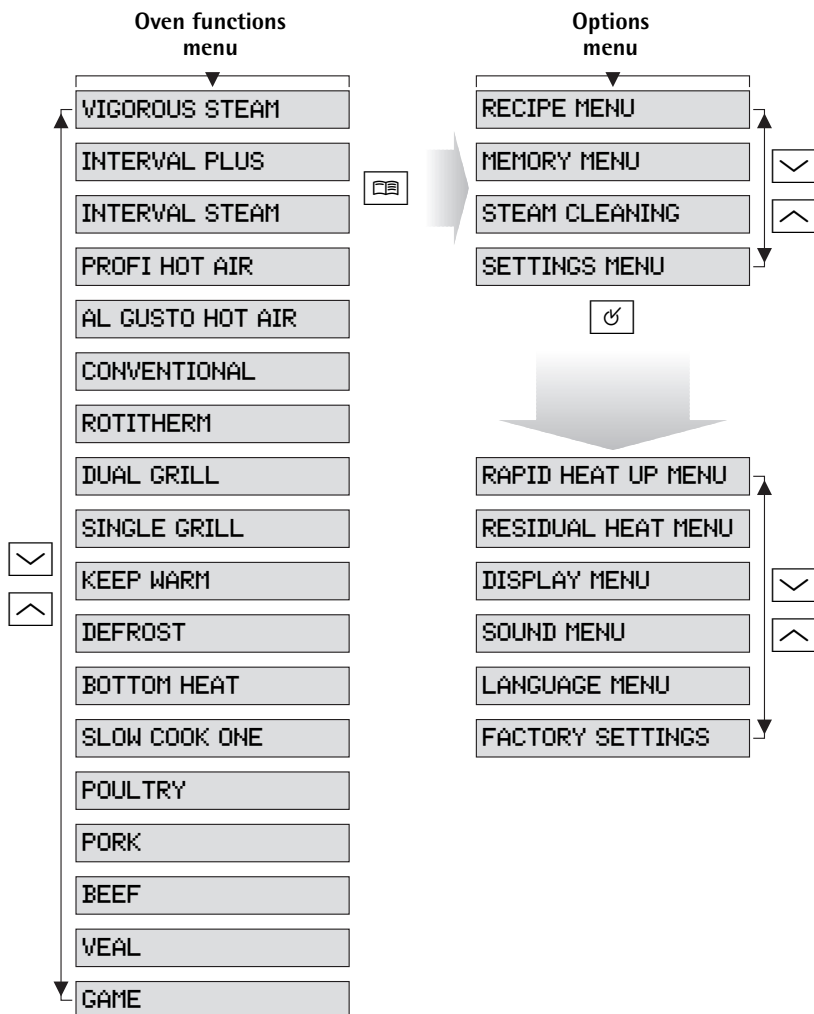 Oven functions
menu
VIGOROUS STEAM
INTERVAL PLUS
INTERVAL STEAM
PROFI HOT AIR
AL GUSTO HOT AIR
CONVENTIONAL
ROTITHERM
DUAL GRILL
SINGLE GRILL
KEEP WARM
DEFROST
BOTTOM HEAT
SLOW COOK ONE
POULTRY
PORK
BEEF
VEAL
GAME
Options
menu
RECIPE MENU
MEMORY MENU
STEAM CLEANING
SETTINGS MENU
RAPID HEAT UP MENU
RESIDUAL HEAT MENU
DISPLAY MENU
SOUND MENU
LANGUAGE MENU
FACTORY SETTINGS